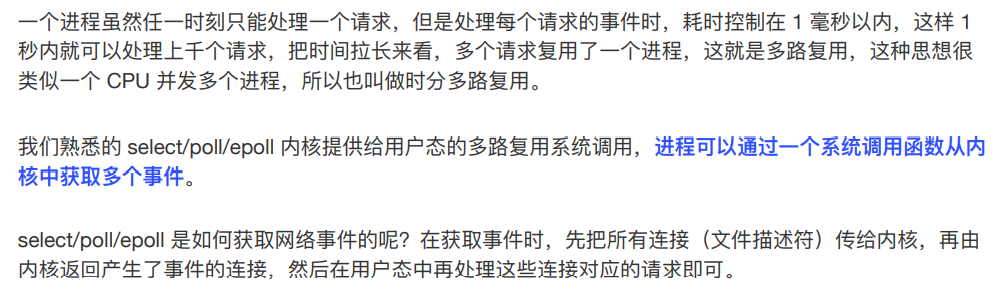 一个进程虽然任一时刻只能处理一个请求，但是处理每个请求的事件时，耗时控制在 1 毫秒以内，这样 1
秒内就可以处理上千个请求，把时间拉长来看，多个请求复用了一个进程，这就是多路复用，这种思想很
类似一个 CPU 并发多个进程，所以也叫做时分多路复用。
我们熟悉的 select/poll/epoll 内核提供给用户态的多路复用系统调用，进程可以通过一个系统调用函数从内
核中获取多个事件。
select/poll/epoll 是如何获取网络事件的呢？在获取事件时，先把所有连接（文件描述符）传给内核，再由
内核返回产生了事件的连接，然后在用户态中再处理这些连接对应的请求即可。